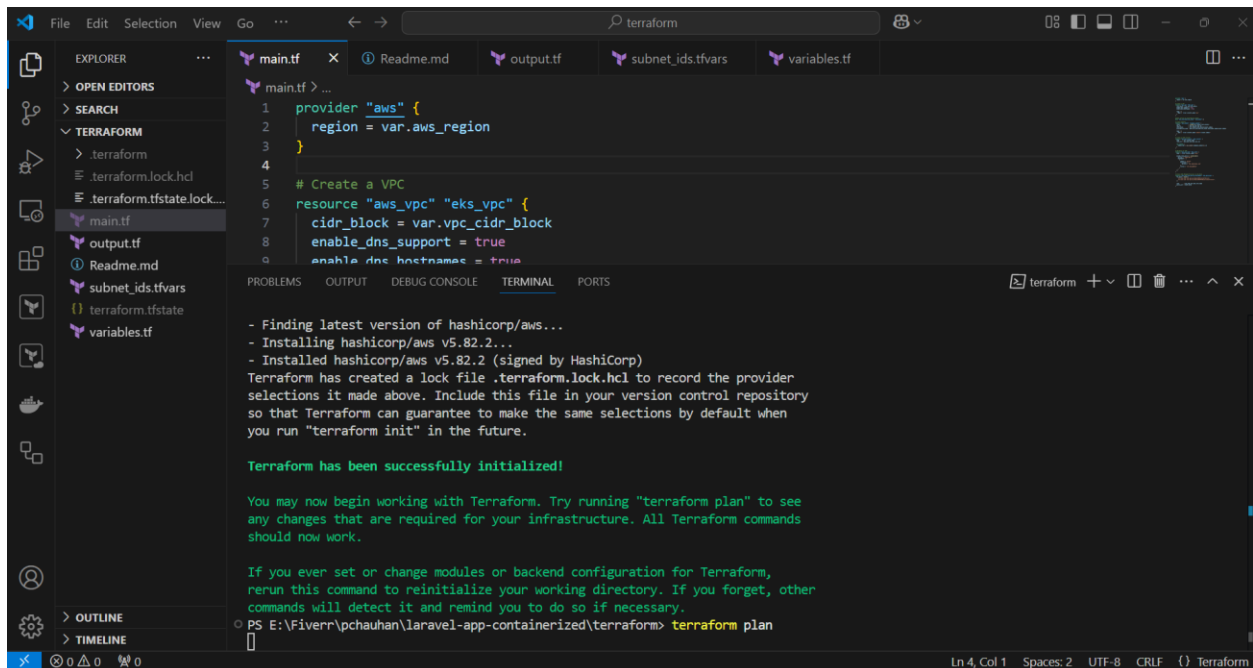 File Edit Selection View Go ···
terraform
EXPLORER ···
OPEN EDITORS
SEARCH
TERRAFORM
.terraform
.terraform.lock.hcl
.terraform.tfstate.lock....
main.tf
output.tf
Readme.md
subnet_ids.tfvars
terraform.tfstate
variables.tf
OUTLINE
TIMELINE
main.tf Readme.md output.tf subnet_ids.tfvars variables.tf
main.tf > ...
1 provider "aws" {
2 region = var.aws_region
3 }
4
5 # Create a VPC
6 resource "aws_vpc" "eks_vpc" {
7 cidr_block = var.vpc_cidr_block
8 enable_dns_support = true
9 enable_dns_hostnames = true
PROBLEMS OUTPUT DEBUG CONSOLE TERMINAL PORTS
terraform
- Finding latest version of hashicorp/aws...
- Installing hashicorp/aws v5.82.2...
- Installed hashicorp/aws v5.82.2 (signed by HashiCorp)
Terraform has created a lock file .terraform.lock.hcl to record the provider
selections it made above. Include this file in your version control repository
so that Terraform can guarantee to make the same selections by default when
you run "terraform init" in the future.
Terraform has been successfully initialized!
You may now begin working with Terraform. Try running "terraform plan" to see
any changes that are required for your infrastructure. All Terraform commands
should now work.
If you ever set or change modules or backend configuration for Terraform,
rerun this command to reinitialize your working directory. If you forget, other
commands will detect it and remind you to do so if necessary.
PS E:\Fiverr\pchauhan\laravel-app-containerized\terraform> terraform plan
0 0 0 Ln 4, Col 1 Spaces: 2 UTF-8 CRLF {} Terraform